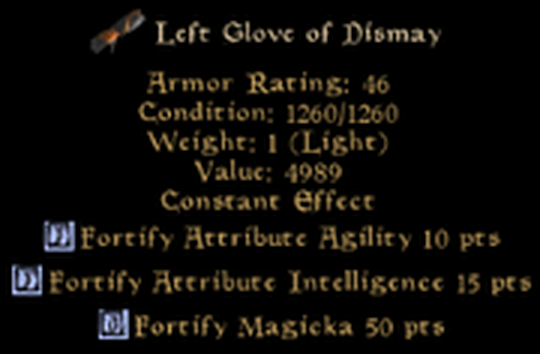 Left Glove of Dismay
Armor Rating: 46
Condition: 1260/1260
Weight: 1 (Light)
Value: 4989
Constant Effect
Fortify Attribute Agility 10 pts
Fortify Attribute Intelligence 15 pts
Fortify Magicka 50 pts